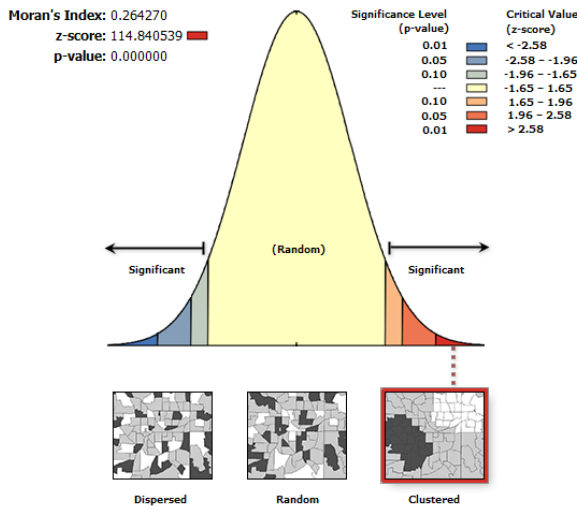 Moran's Index: 0.264270
z-score: 114.840539
p-value: 0.000000
Significance Level
(p-value)
Critical Value
(z-score)
0.01 < -2.58
0.05 -2.58 – -1.96
0.10 -1.96 – -1.65
--- -1.65 – 1.65
0.10 1.65 – 1.96
0.05 1.96 – 2.58
0.01 > 2.58
Significant
(Random)
Significant
Dispersed
Random
Clustered